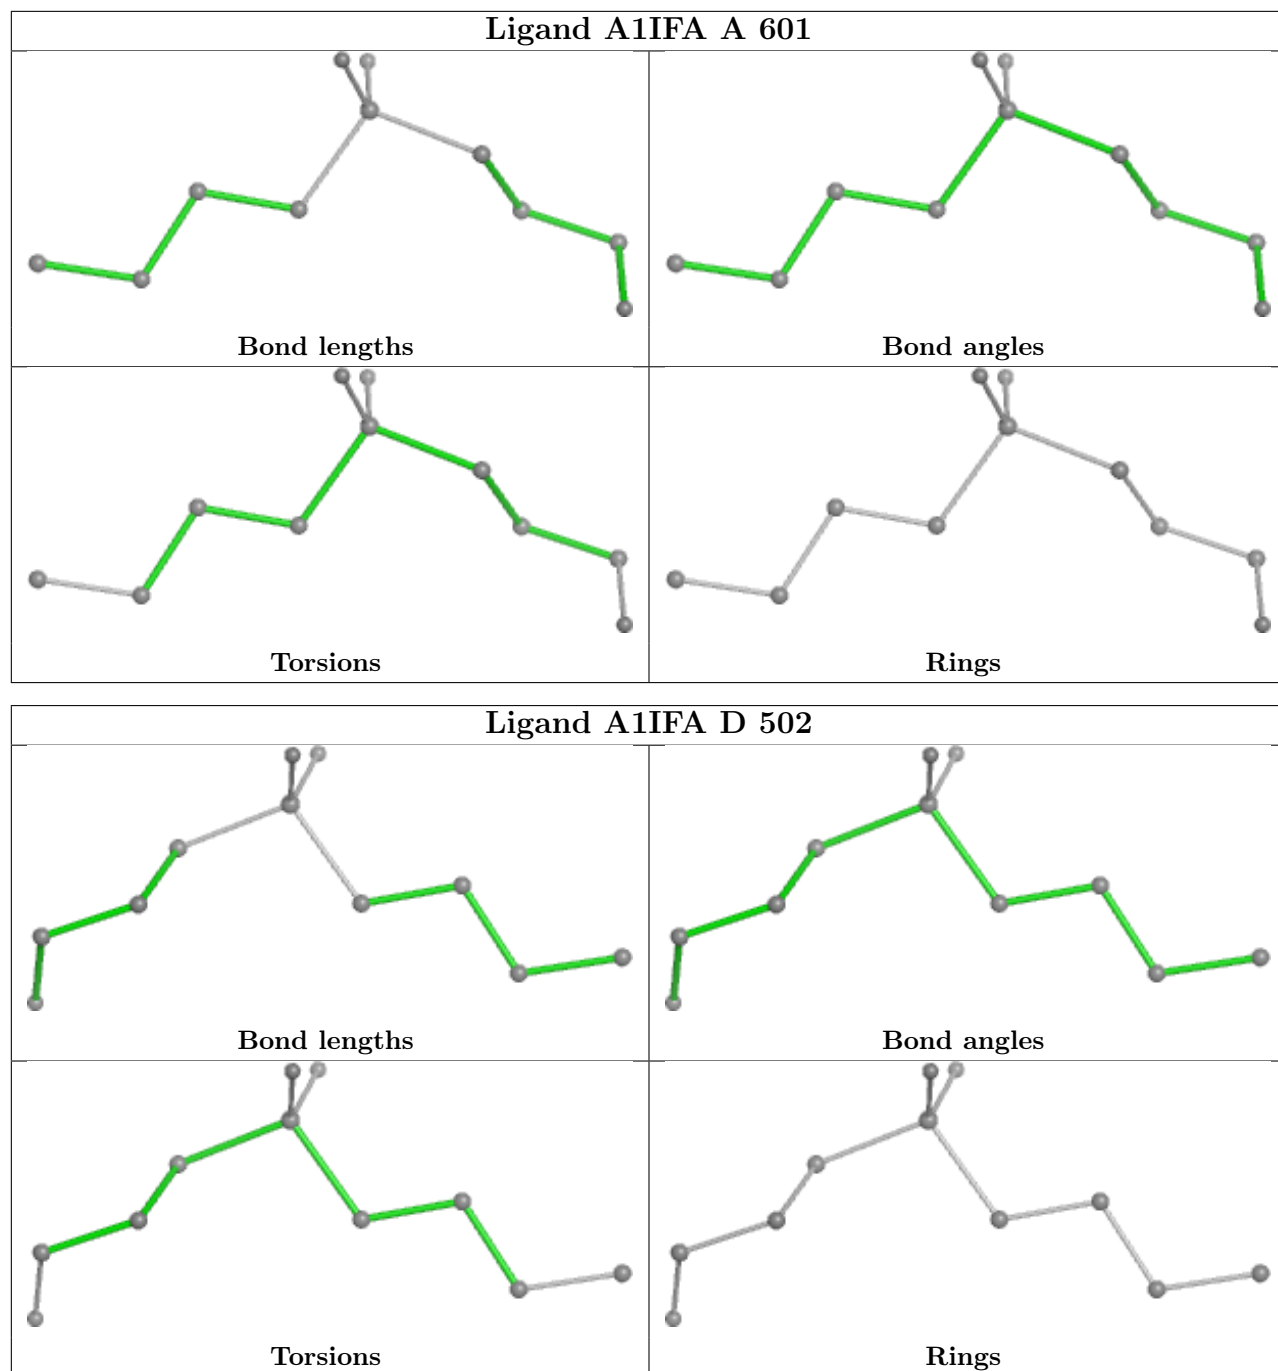 Ligand A1IFA A 601
Bond lengths
Bond angles
Torsions
Rings
Ligand A1IFA D 502
Bond lengths
Bond angles
Torsions
Rings